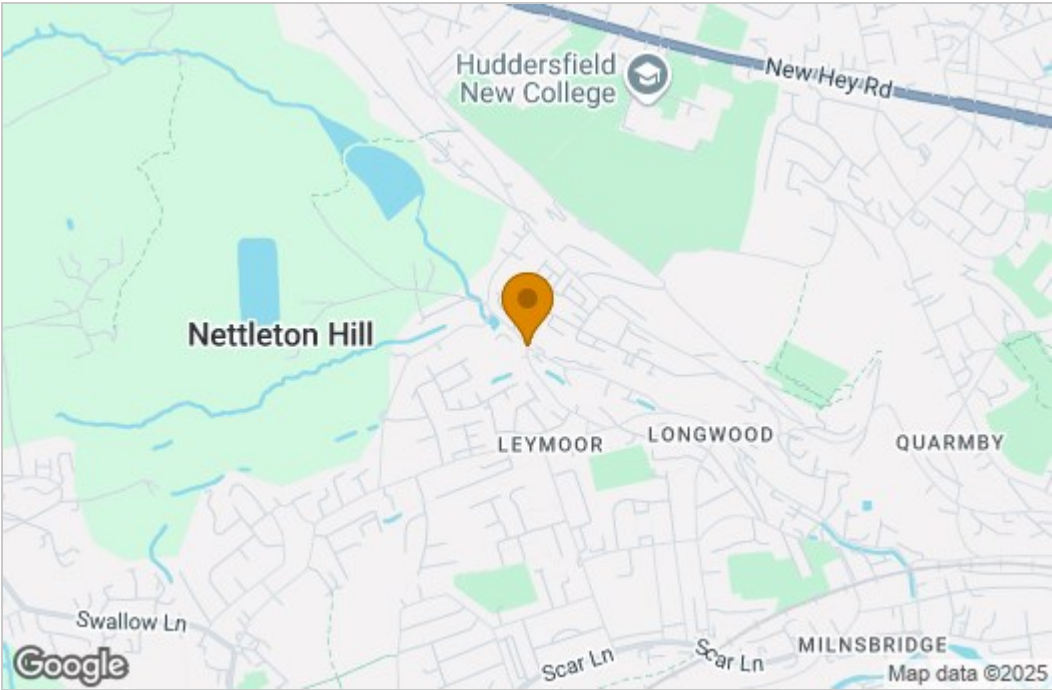 Huddersfield
New College
New Hey Rd
Nettleton Hill
LEYMOOR
LONGWOOD
QUARMBY
Swallow Ln
Scar Ln
Scar Ln
MILNSBRIDGE
Google
Map data ©2025